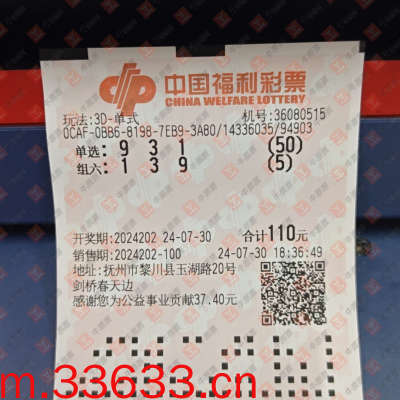 中国福利彩票
CHINA WELFARE LOTTERY
玩法:3D-单式 机号:36080515
0CAF-0BB6-8198-7EB9-3A80/14336035/94903
单选: 9 3 1 (50)
组六: 1 3 9 (5)
开奖期:2024202 24-07-30 合计110元
销售期:2024202-100 24-07-30 18:36:49
地址:抚州市黎川县玉湖路20号
剑桥春天边
感谢您为公益事业贡献37.40元
m.33633.cn